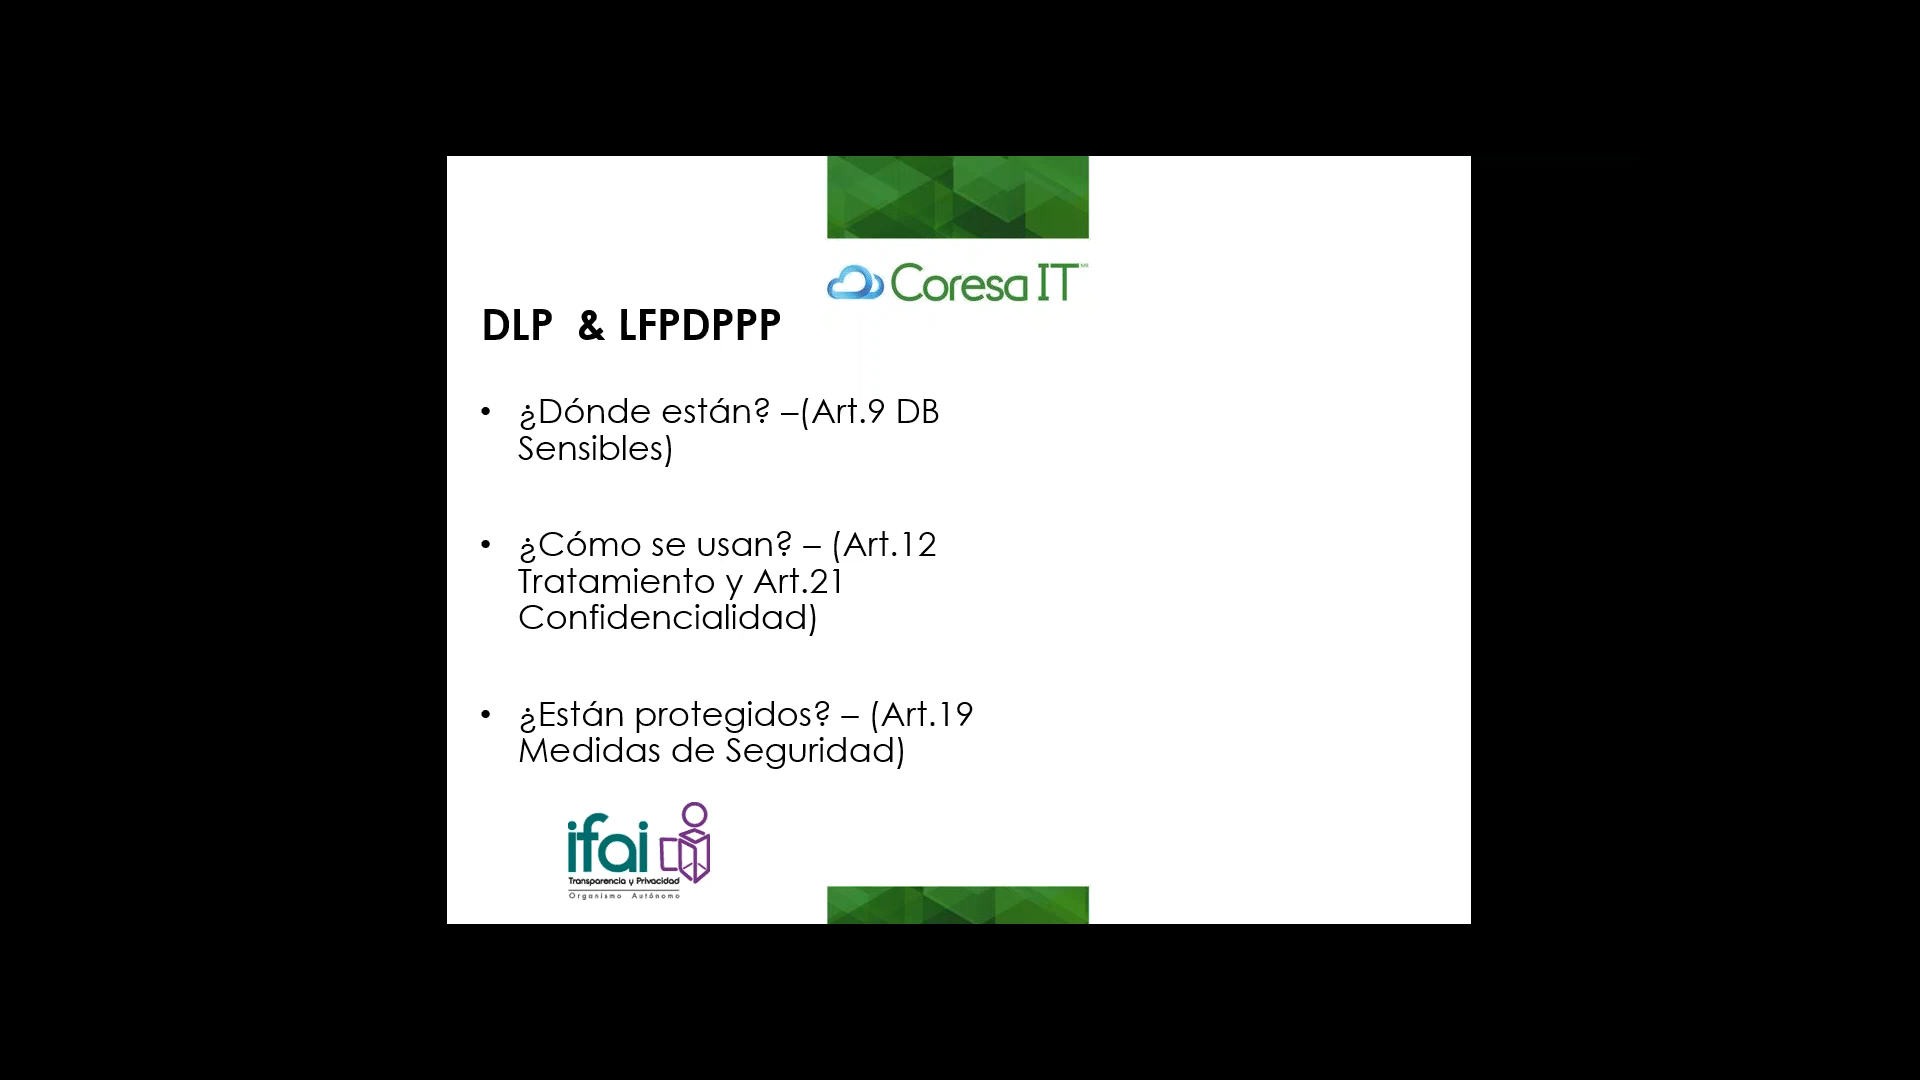 Coresa IT
DLP & LFPDPPP
• ¿Dónde están? –(Art.9 DB
Sensibles)
• ¿Cómo se usan? – (Art.12
Tratamiento y Art.21
Confidencialidad)
• ¿Están protegidos? – (Art.19
Medidas de Seguridad)
ifai
Transparencia y Privacidad
Organismo Autónomo